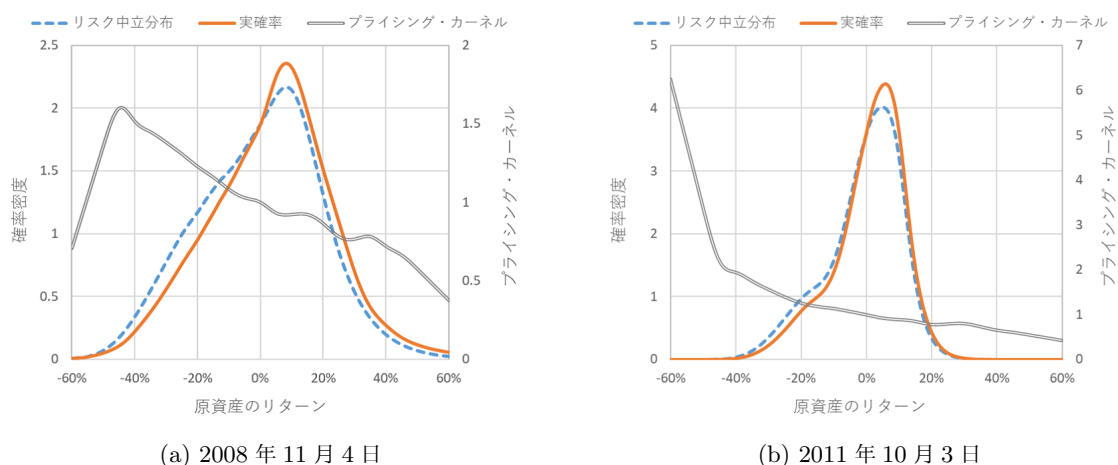 リスク中立分布 実確率 プライシング・カーネル
2.5
2
1.5
1
0.5
0
確率密度
2
1.5
1
0.5
0
プライシング・カーネル
-60% -40% -20% 0% 20% 40% 60%
原資産のリターン
(a) 2008 年 11 月 4 日
リスク中立分布 実確率 プライシング・カーネル
5
4
3
2
1
0
確率密度
7
6
5
4
3
2
1
0
プライシング・カーネル
-60% -40% -20% 0% 20% 40% 60%
原資産のリターン
(b) 2011 年 10 月 3 日